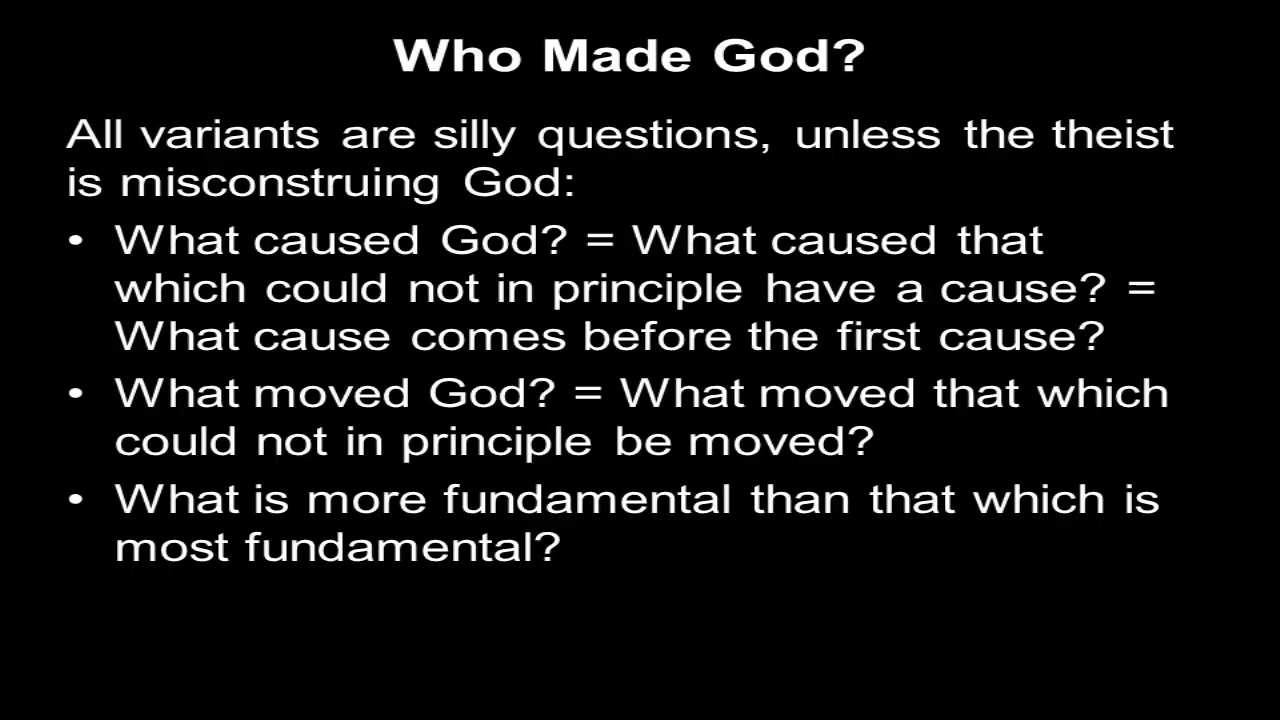 Who Made God?
All variants are silly questions, unless the theist
is misconstruing God:
• What caused God? = What caused that
which could not in principle have a cause? =
What cause comes before the first cause?
• What moved God? = What moved that which
could not in principle be moved?
• What is more fundamental than that which is
most fundamental?